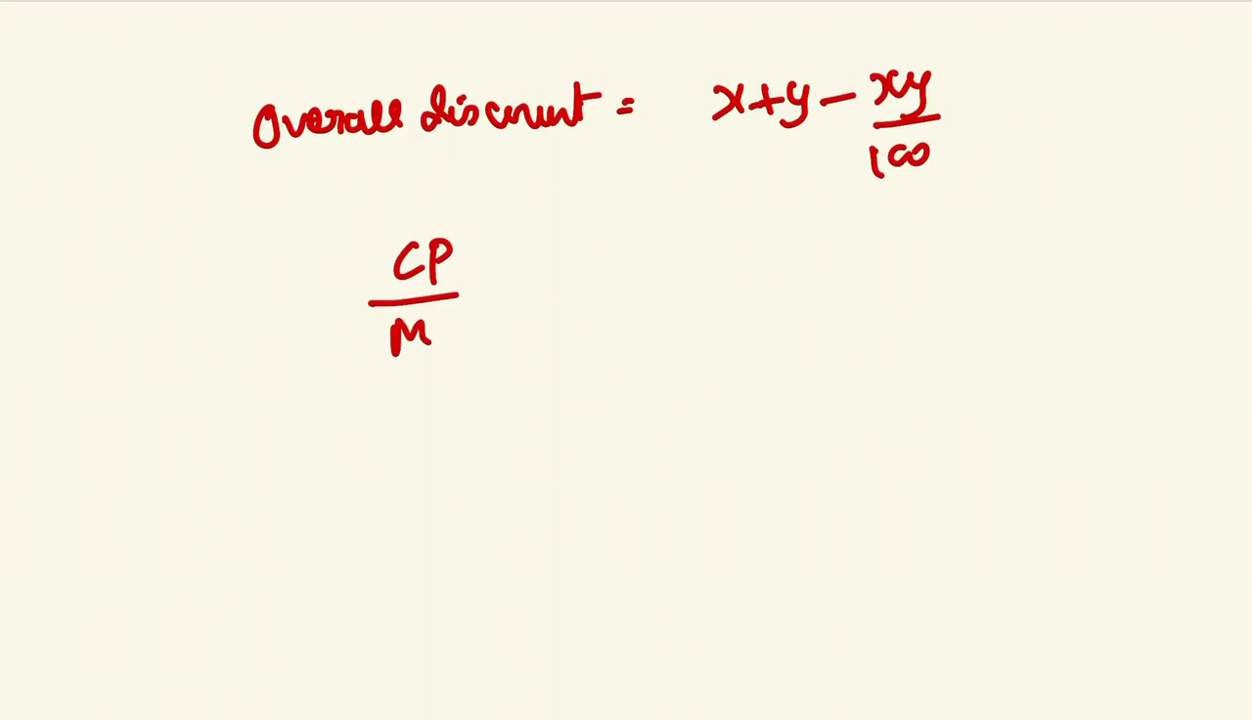 Overall discount = x+y-xy/100
CP/M